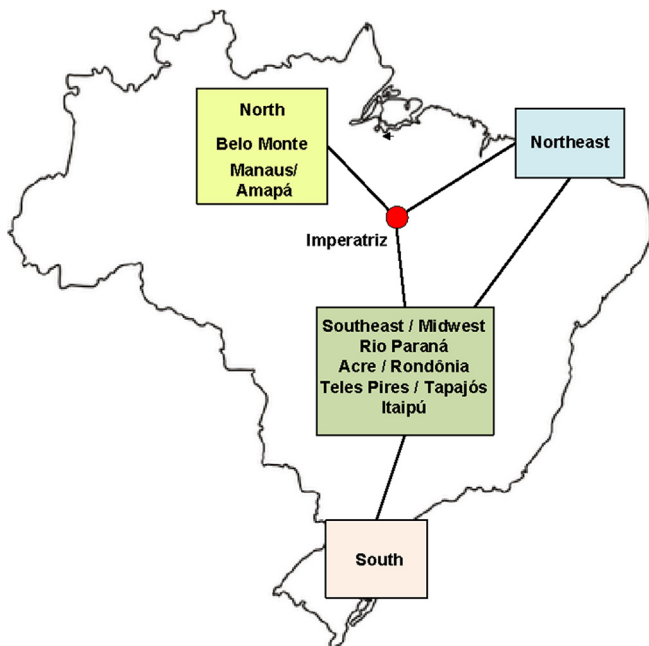 North
Belo Monte
Manaus/
Amapá
Northeast
Imperatriz
Southeast / Midwest
Rio Paraná
Acre / Rondônia
Teles Pires / Tapajós
Itaipú
South